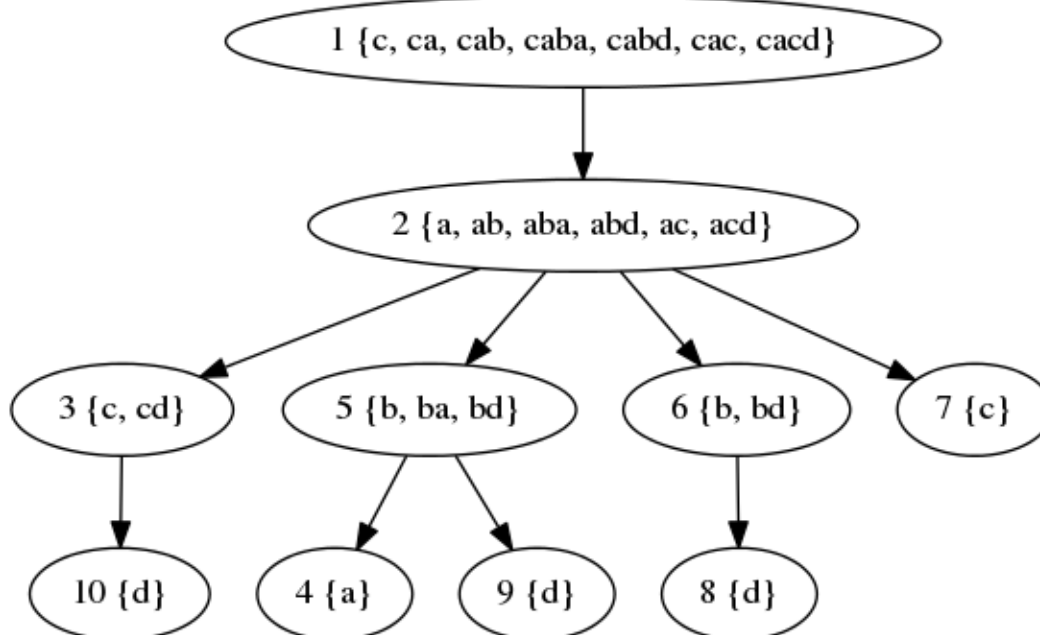 1 {c, ca, cab, caba, cabd, cac, cacd}
2 {a, ab, aba, abd, ac, acd}
3 {c, cd}
5 {b, ba, bd}
6 {b, bd}
7 {c}
10 {d}
4 {a}
9 {d}
8 {d}